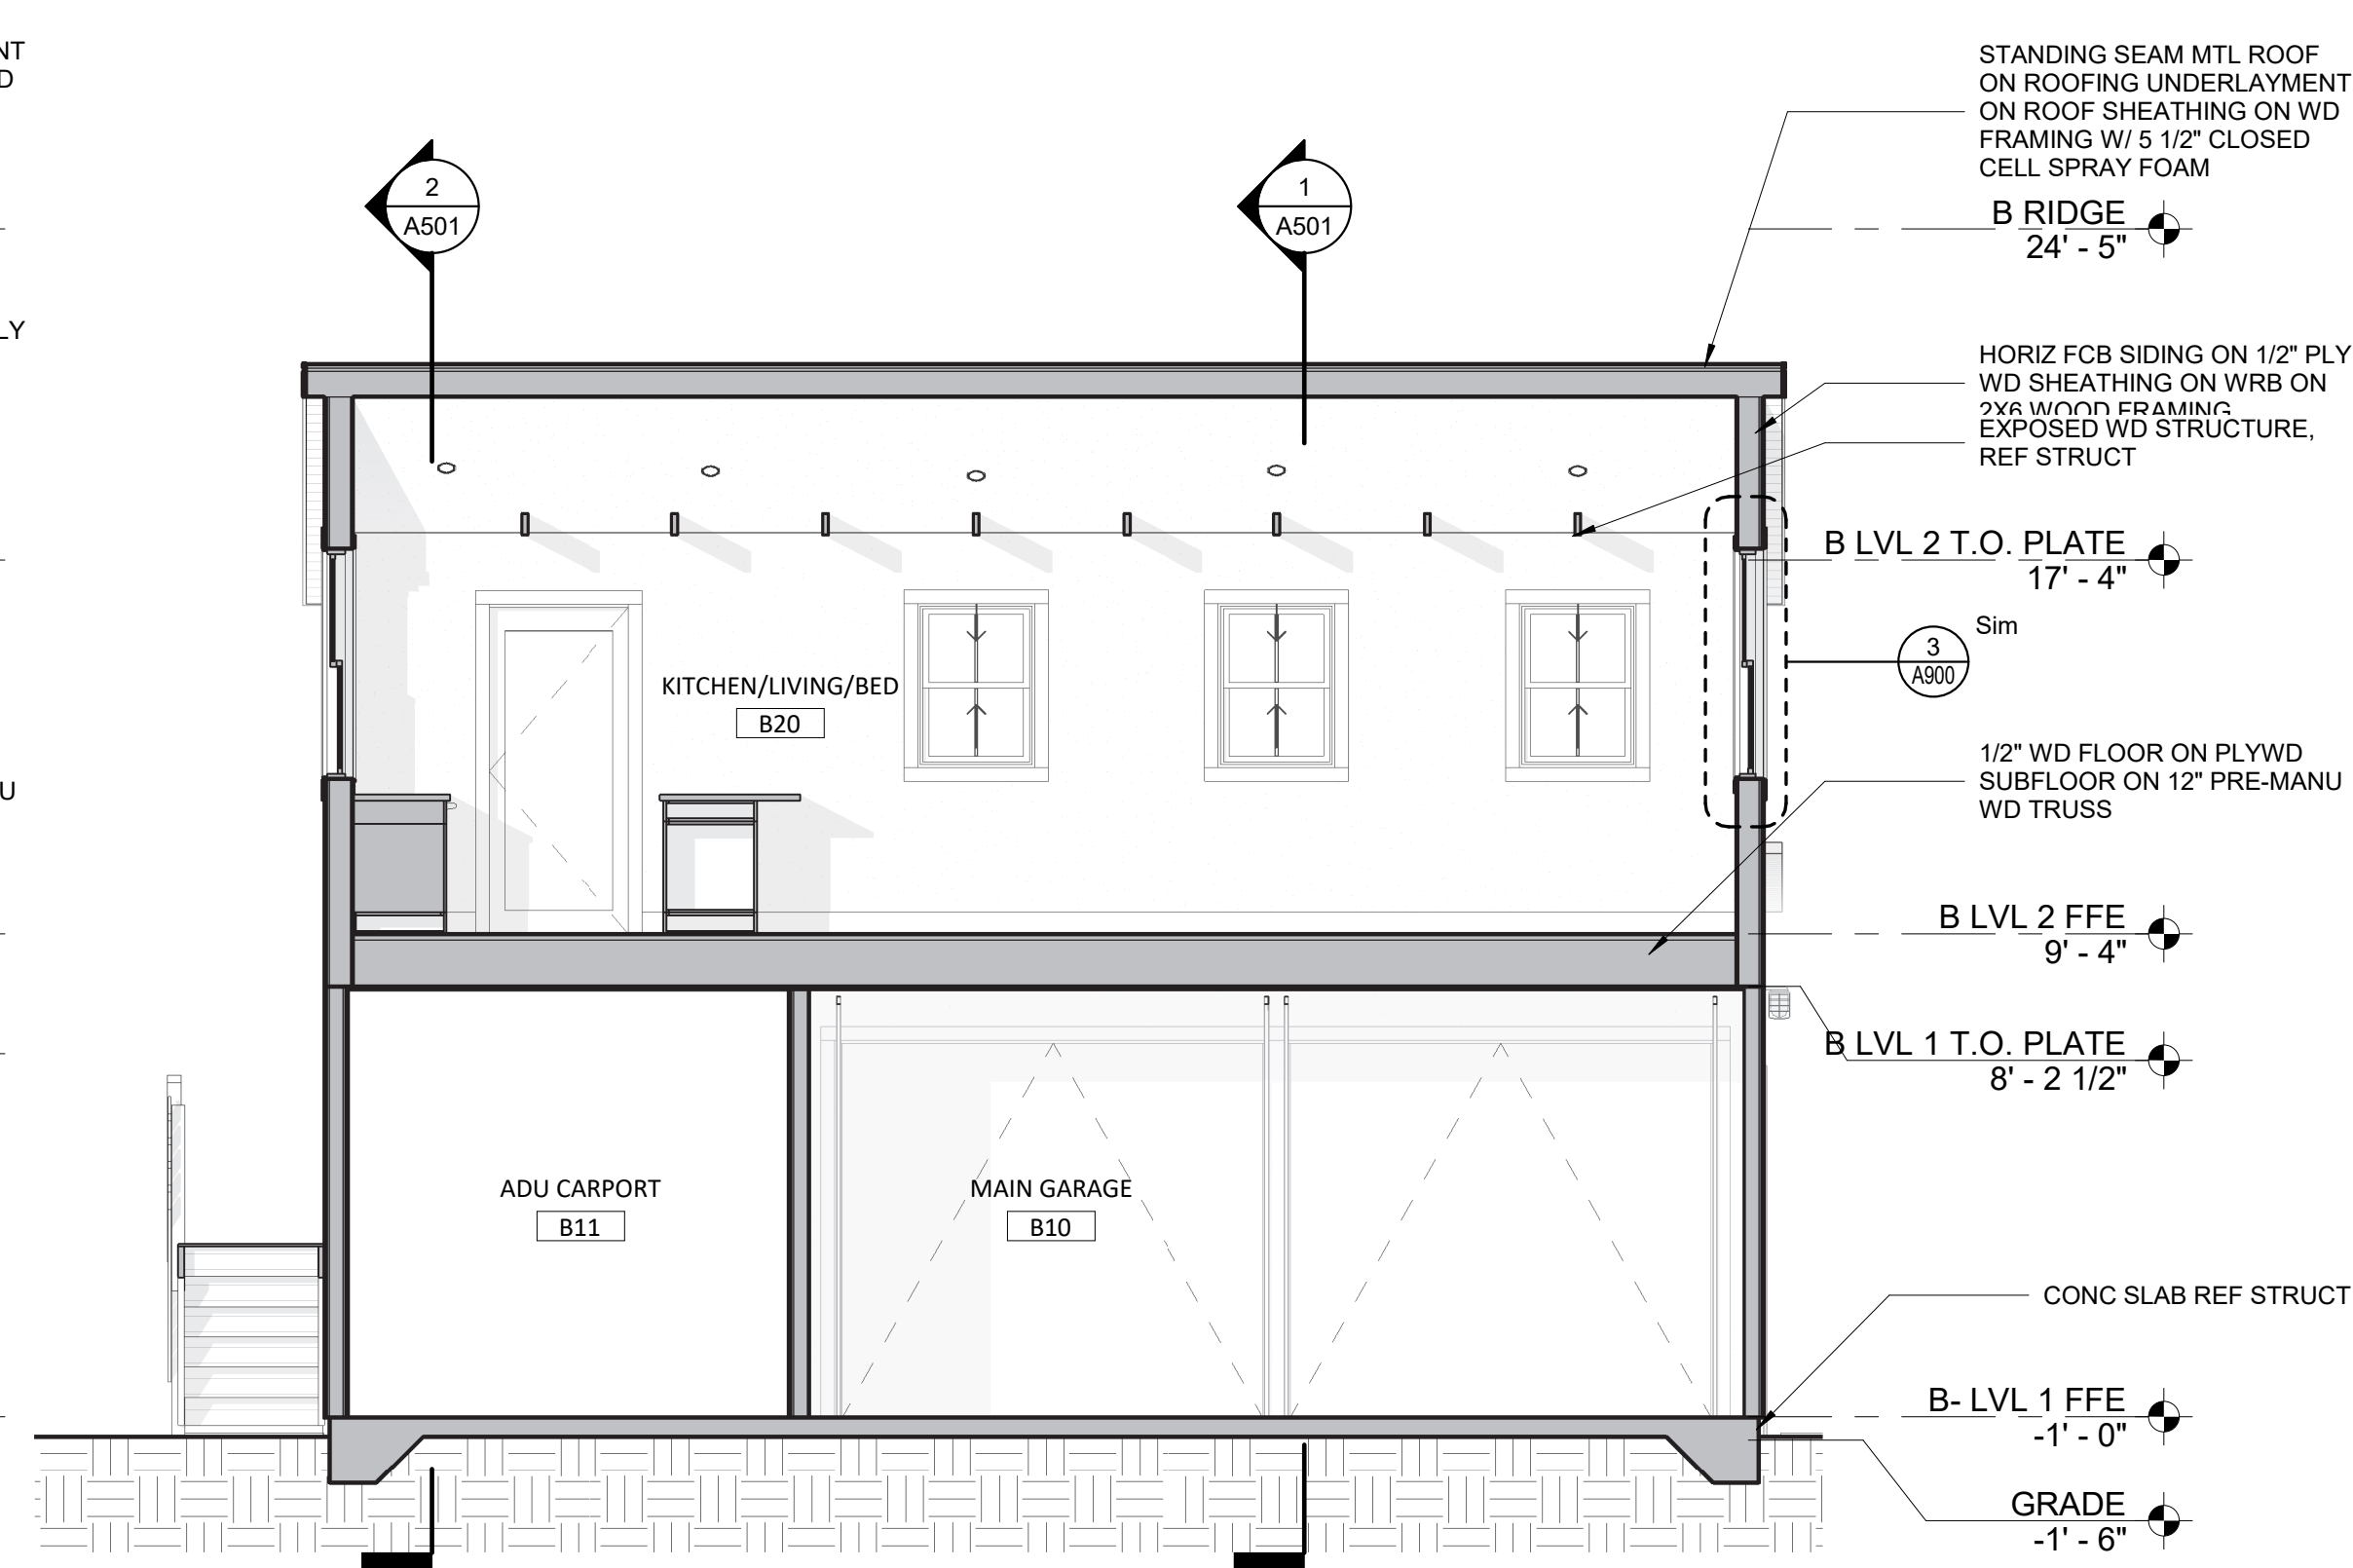 NT
D
LY
U
2
A501
1
A501
STANDING SEAM MTL ROOF
ON ROOFING UNDERLAYMENT
ON ROOF SHEATHING ON WD
FRAMING W/ 5 1/2" CLOSED
CELL SPRAY FOAM
B RIDGE
24' - 5"
HORIZ FCB SIDING ON 1/2" PLY
WD SHEATHING ON WRB ON
2X6 WOOD FRAMING
EXPOSED WD STRUCTURE,
REF STRUCT
B LVL 2 T.O. PLATE
17' - 4"
Sim
3
A900
KITCHEN/LIVING/BED
B20
1/2" WD FLOOR ON PLYWD
SUBFLOOR ON 12" PRE-MANU
WD TRUSS
B LVL 2 FFE
9' - 4"
B LVL 1 T.O. PLATE
8' - 2 1/2"
ADU CARPORT
B11
MAIN GARAGE
B10
CONC SLAB REF STRUCT
B- LVL 1 FFE
-1' - 0"
GRADE
-1' - 6"